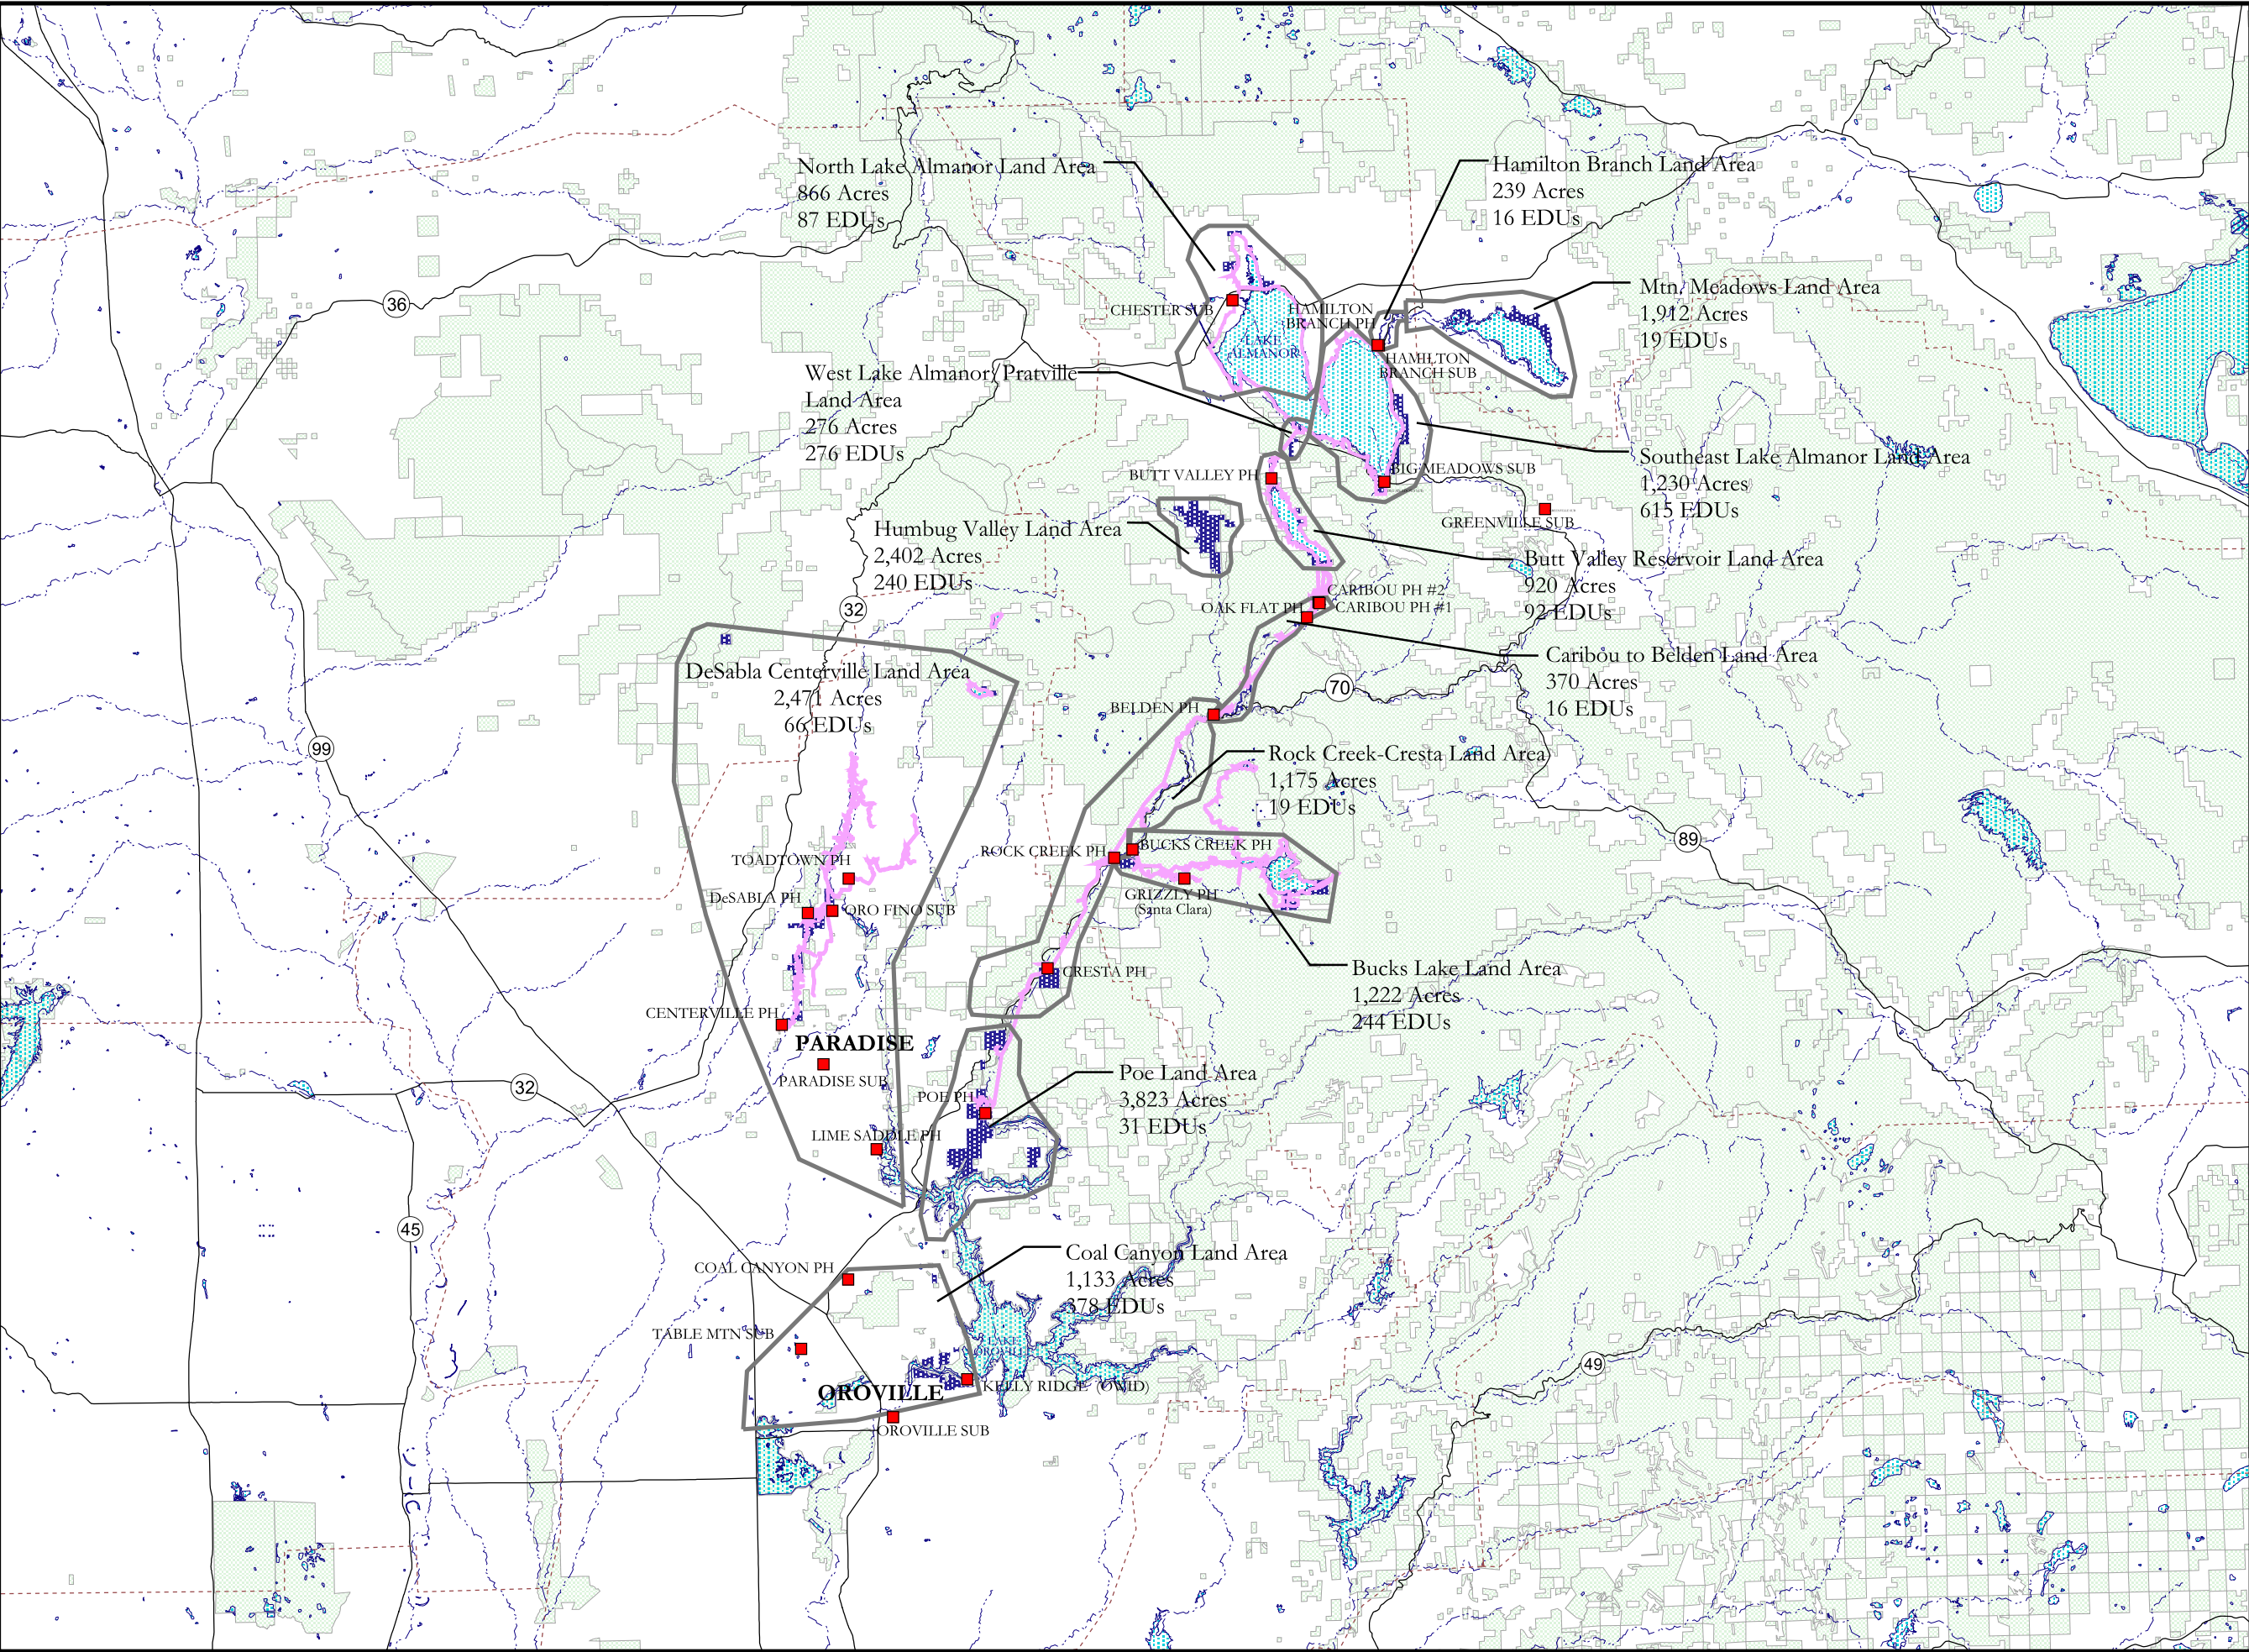 North Lake Almanor Land Area
866 Acres
87 EDUs
Hamilton Branch Land Area
239 Acres
16 EDUs
Mtn. Meadows Land Area
1,912 Acres
19 EDUs
36
CHESTER SUB
HAMILTON
BRANCH PH
LAKE
ALMANOR
HAMILTON
BRANCH SUB
West Lake Almanor/Pratville
Land Area
276 Acres
276 EDUs
Southeast Lake Almanor Land Area
1,230 Acres
615 EDUs
BUTT VALLEY PH
BIG MEADOWS SUB
GREENVILLE SUB
Humbug Valley Land Area
2,402 Acres
240 EDUs
Butt Valley Reservoir Land Area
920 Acres
92 EDUs
32
CARIBOU PH #2
OAK FLAT PH
CARIBOU PH #1
Caribou to Belden Land Area
370 Acres
16 EDUs
DeSabla Centerville Land Area
2,471 Acres
66 EDUs
70
BELDEN PH
99
Rock Creek-Cresta Land Area
1,175 Acres
19 EDUs
89
ROCK CREEK PH
BUCKS CREEK PH
TOADTOWN PH
GRIZZLY PH
(Santa Clara)
DeSABLA PH
ORO FINO SUB
CRESTA PH
Bucks Lake Land Area
1,222 Acres
244 EDUs
CENTERVILLE PH
PARADISE
PARADISE SUB
32
Poe Land Area
3,823 Acres
31 EDUs
POE PH
LIME SADDLE PH
45
Coal Canyon Land Area
1,133 Acres
378 EDUs
COAL CANYON PH
TABLE MTN SUB
LAKE
OROVILLE
49
OROVILLE
KELLY RIDGE (OWID)
OROVILLE SUB